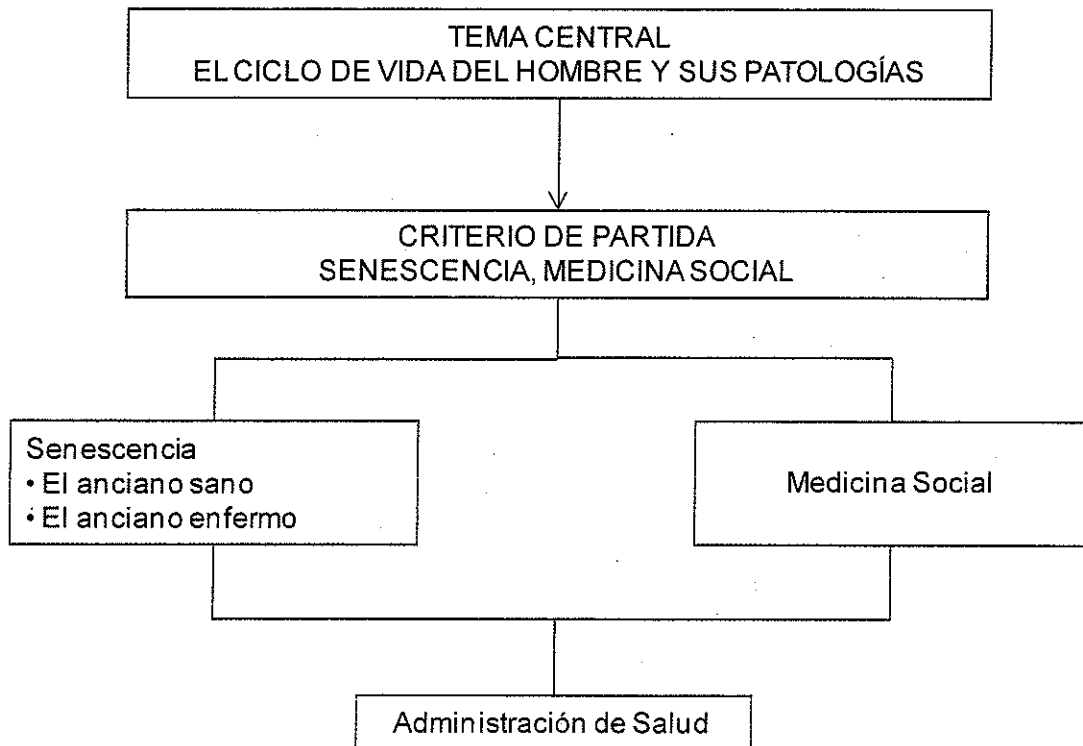 TEMA CENTRAL
EL CICLO DE VIDA DEL HOMBRE Y SUS PATOLOGÍAS
CRITERIO DE PARTIDA
SENESCENCIA, MEDICINA SOCIAL
Senescencia
• El anciano sano
• El anciano enfermo
Medicina Social
Administración de Salud